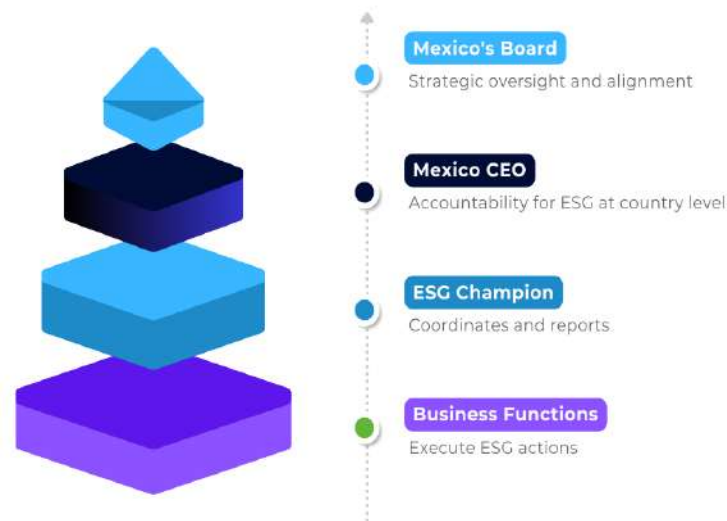 Mexico's Board
Strategic oversight and alignment
Mexico CEO
Accountability for ESG at country level
ESG Champion
Coordinates and reports
Business Functions
Execute ESG actions